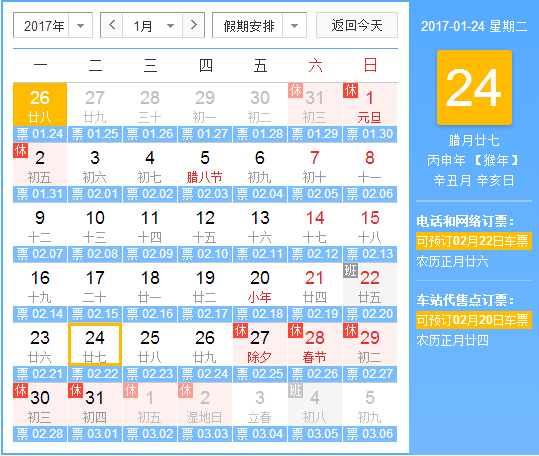 2017年 1月 假期安排 返回今天
一 二 三 四 五 六 日
26 27 28 29 30 休 31 休 1
廿八 廿九 三十 初一 初二 初三 元旦
票 01.24 票 01.25 票 01.26 票 01.27 票 01.28 票 01.29 票 01.30
休 2 3 4 5 6 7 8
初五 初六 初七 腊八节 初九 初十 十一
票 01.31 票 02.01 票 02.02 票 02.03 票 02.04 票 02.05 票 02.06
9 10 11 12 13 14 15
十二 十三 十四 十五 十六 十七 十八
票 02.07 票 02.08 票 02.09 票 02.10 票 02.11 票 02.12 票 02.13
16 17 18 19 20 21 班 22
十九 二十 廿一 廿二 小年 廿四 廿五
票 02.14 票 02.15 票 02.16 票 02.17 票 02.18 票 02.19 票 02.20
23 24 25 26 休 27 休 28 休 29
廿六 廿七 廿八 廿九 除夕 春节 初二
票 02.21 票 02.22 票 02.23 票 02.24 票 02.25 票 02.26 票 02.27
休 30 休 31 休 1 休 2 3 班 4 5
初三 初四 初五 湿地日 立春 初八 初九
票 02.28 票 03.01 票 03.02 票 03.03 票 03.04 票 03.05 票 03.06
2017-01-24 星期二
24
腊月廿七
丙申年 【猴年】
辛丑月 辛亥日
电话和网络订票：
可预订02月22日车票
农历正月廿六
车站代售点订票：
可预订02月20日车票
农历正月廿四